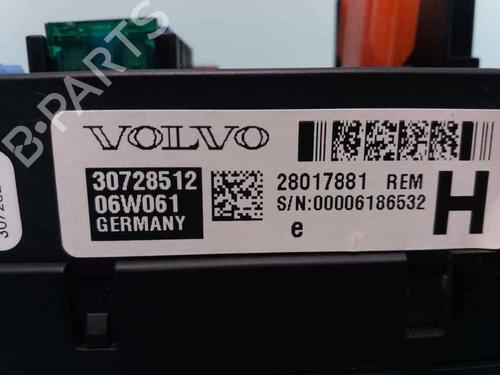 VOLVO
30728512
06W061
GERMANY
28017881 REM
S/N:00006186532
e
H
B-PARTS